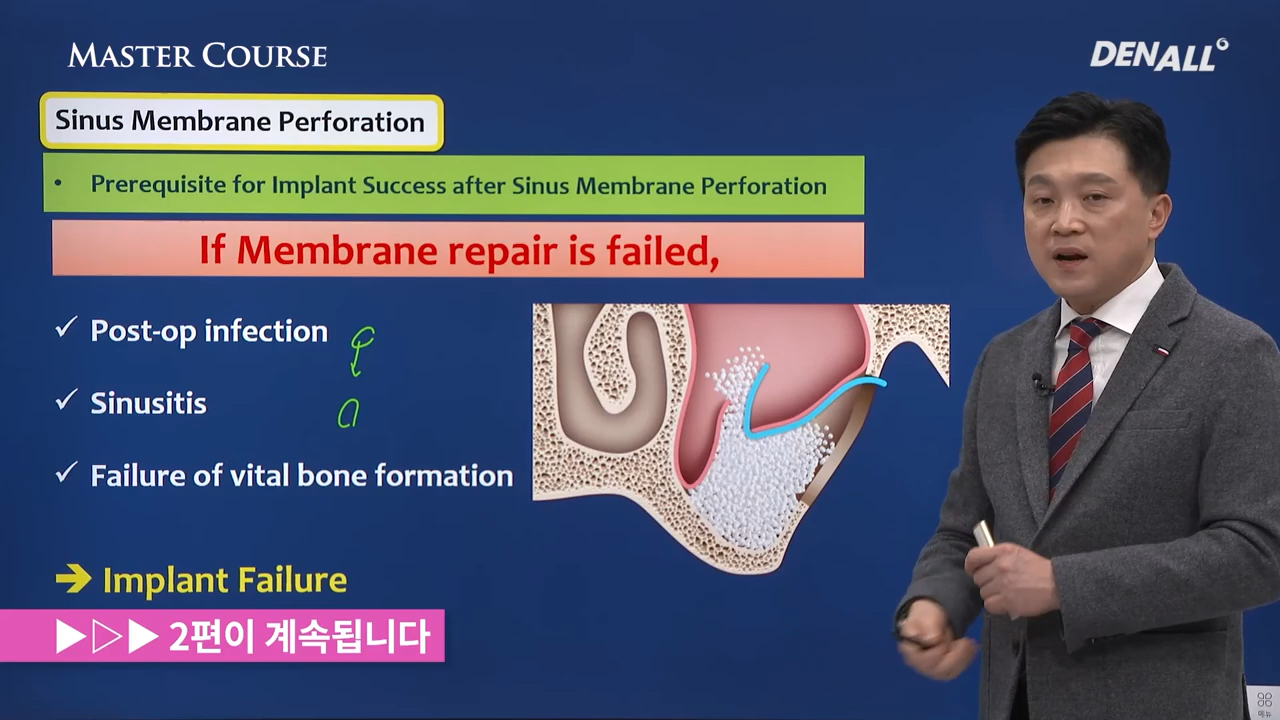 MASTER COURSE
DENALL
Sinus Membrane Perforation
• Prerequisite for Implant Success after Sinus Membrane Perforation
If Membrane repair is failed,
✓ Post-op infection
✓ Sinusitis
✓ Failure of vital bone formation
➔ Implant Failure
▶▷▶ 2편이 계속됩니다
메뉴